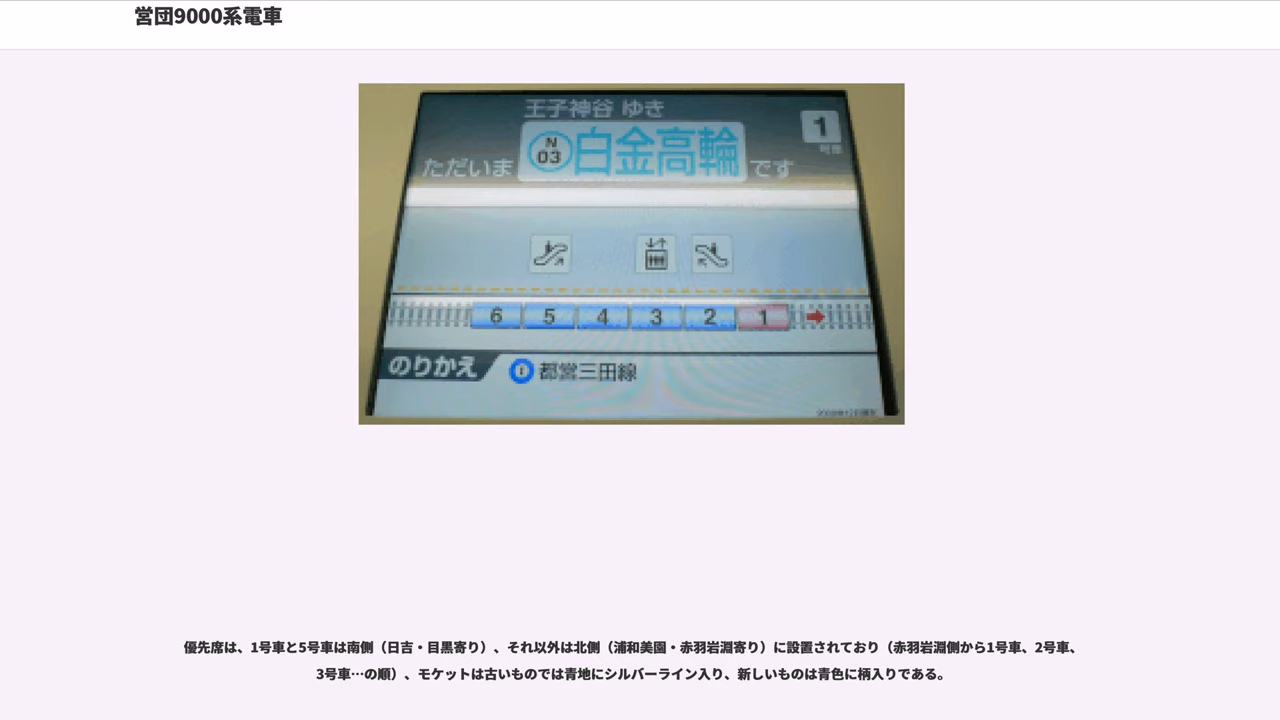 営団9000系電車
王子神谷 ゆき
1
号車
ただいま N 03 白金高輪 です
6 5 4 3 2 1
のりかえ I 都営三田線
優先席は、1号車と5号車は南側（日吉・目黒寄り）、それ以外は北側（浦和美園・赤羽岩淵寄り）に設置されており（赤羽岩淵側から1号車、2号車、
3号車…の順）、モケットは古いものでは青地にシルバーライン入り、新しいものは青色に柄入りである。